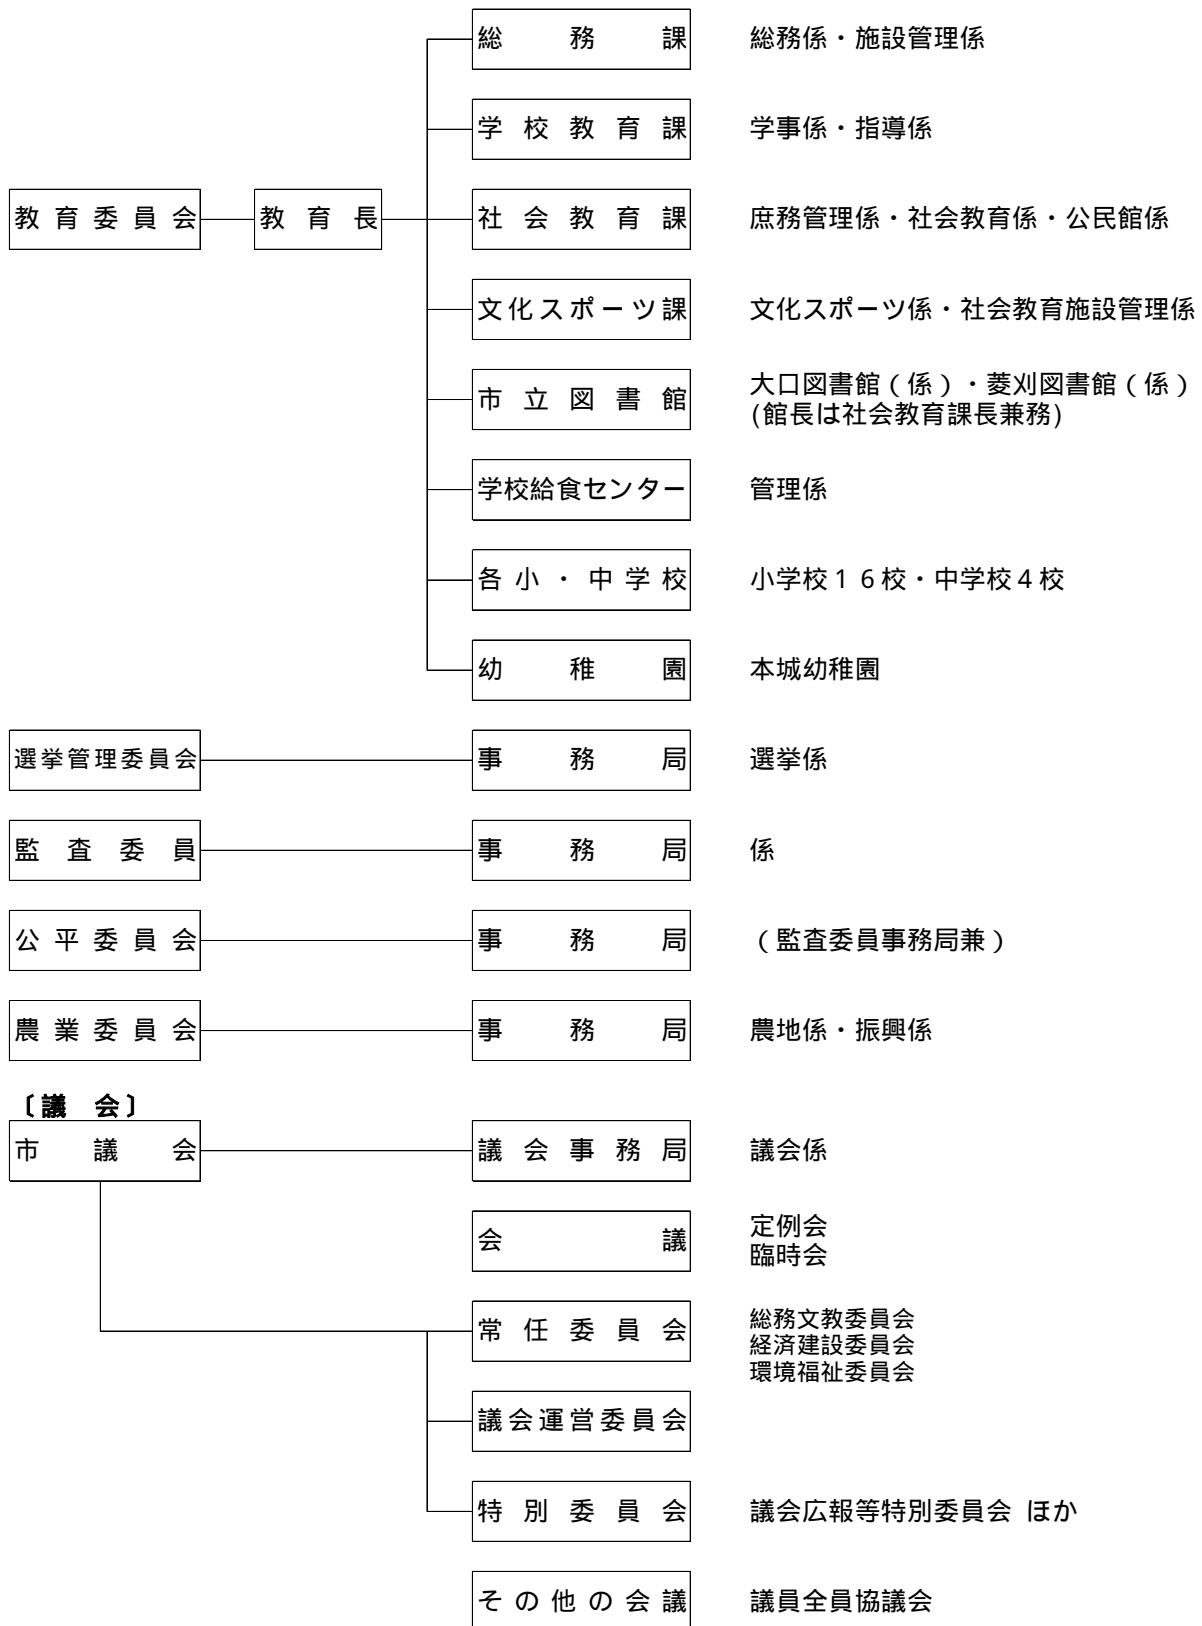 総務課 総務係・施設管理係
学校教育課 学事係・指導係
教育委員会 教育長 社会教育課 庶務管理係・社会教育係・公民館係
文化スポーツ課 文化スポーツ係・社会教育施設管理係
市立図書館 大口図書館（係）・菱刈図書館（係）
(館長は社会教育課長兼務)
学校給食センター 管理係
各小・中学校 小学校１６校・中学校４校
幼稚園 本城幼稚園
選挙管理委員会 事務局 選挙係
監査委員 事務局 係
公平委員会 事務局 （監査委員事務局兼）
農業委員会 事務局 農地係・振興係
〔議 会〕
市議会 議会事務局 議会係
会議 定例会
臨時会
常任委員会 総務文教委員会
経済建設委員会
環境福祉委員会
議会運営委員会
特別委員会 議会広報等特別委員会 ほか
その他の会議 議員全員協議会